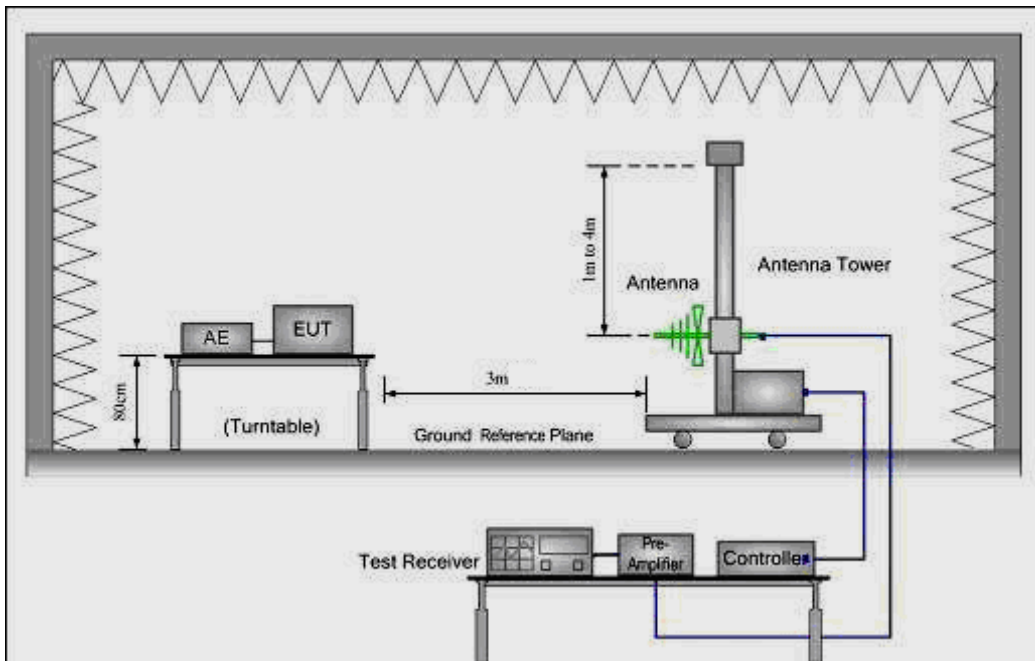 1m to 4m
Antenna
Antenna Tower
AE
EUT
80cm
3m
(Turntable)
Ground Reference Plane
Test Receiver
Pre-
Amplifier
Controller